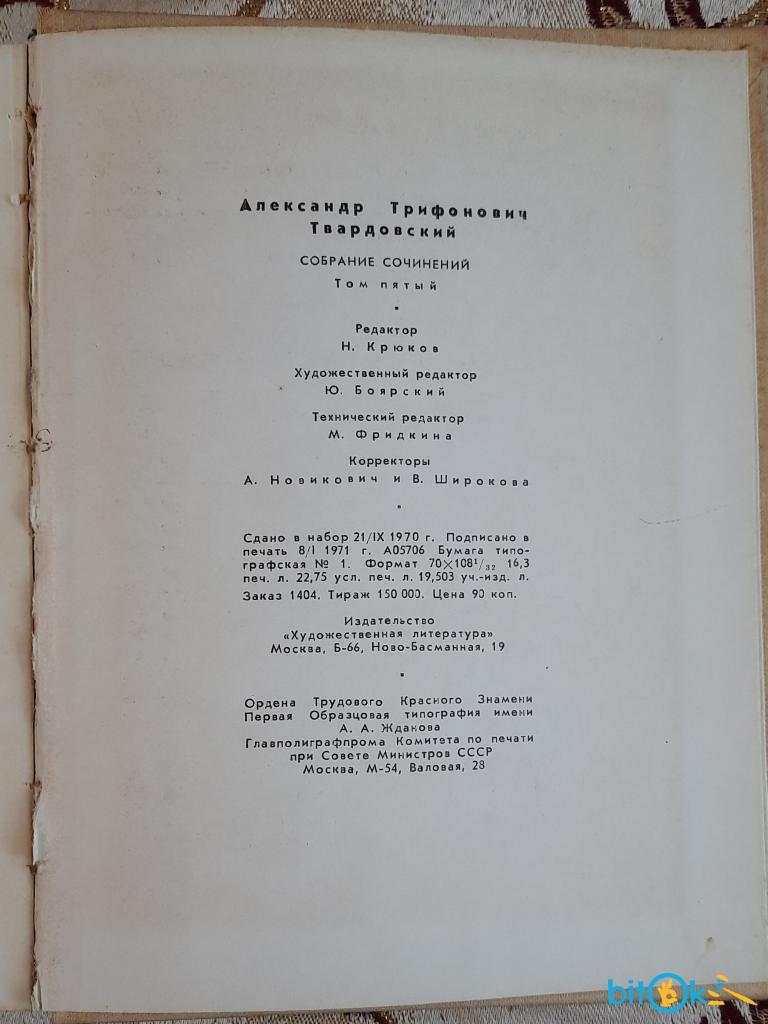 Александр Трифонович
Твардовский
СОБРАНИЕ СОЧИНЕНИЙ
Том пятый
Редактор
Н. Крюков
Художественный редактор
Ю. Боярский
Технический редактор
М. Фридкина
Корректоры
А. Новикович и В. Широкова
Сдано в набор 21/IX 1970 г. Подписано в
печать 8/I 1971 г. А05706 Бумага типо-
графская № 1. Формат 70×108¹/₃₂ 16,3
печ. л. 22,75 усл. печ. л. 19,503 уч.-изд. л.
Заказ 1404. Тираж 150 000. Цена 90 коп.
Издательство
«Художественная литература»
Москва, Б-66, Ново-Басманная, 19
Ордена Трудового Красного Знамени
Первая Образцовая типография имени
А. А. Жданова
Главполиграфпрома Комитета по печати
при Совете Министров СССР
Москва, М-54, Валовая, 28
bitok